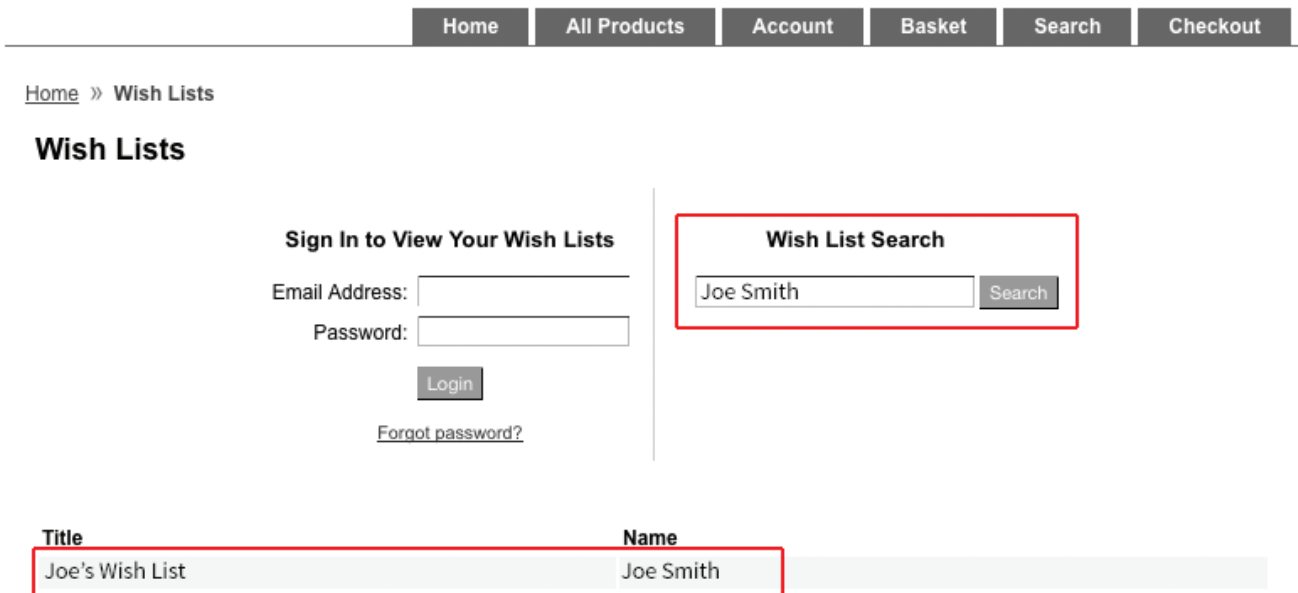 Home All Products Account Basket Search Checkout
Home » Wish Lists
Wish Lists
Sign In to View Your Wish Lists
Email Address:
Password:
Login
Forgot password?
Wish List Search
Joe Smith Search
Title Name
Joe's Wish List Joe Smith